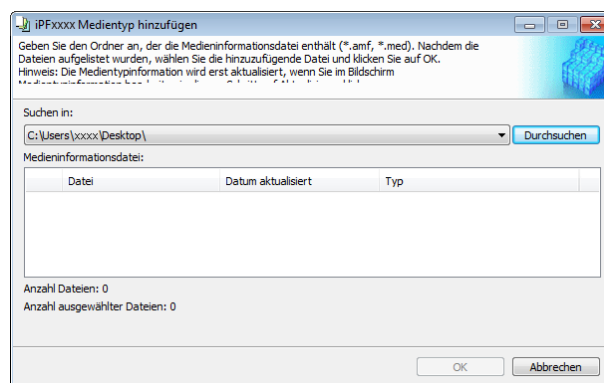 iPFxxxx Medientyp hinzufügen
Geben Sie den Ordner an, der die Medieninformationsdatei enthält (*.amf, *.med). Nachdem die
Dateien aufgelistet wurden, wählen Sie die hinzuzufügende Datei und klicken Sie auf OK.
Hinweis: Die Medientypinformation wird erst aktualisiert, wenn Sie im Bildschirm
Suchen in:
C:\Users\xxxx\Desktop\
Durchsuchen
Medieninformationsdatei:
Datei Datum aktualisiert Typ
Anzahl Dateien: 0
Anzahl ausgewählter Dateien: 0
OK Abbrechen